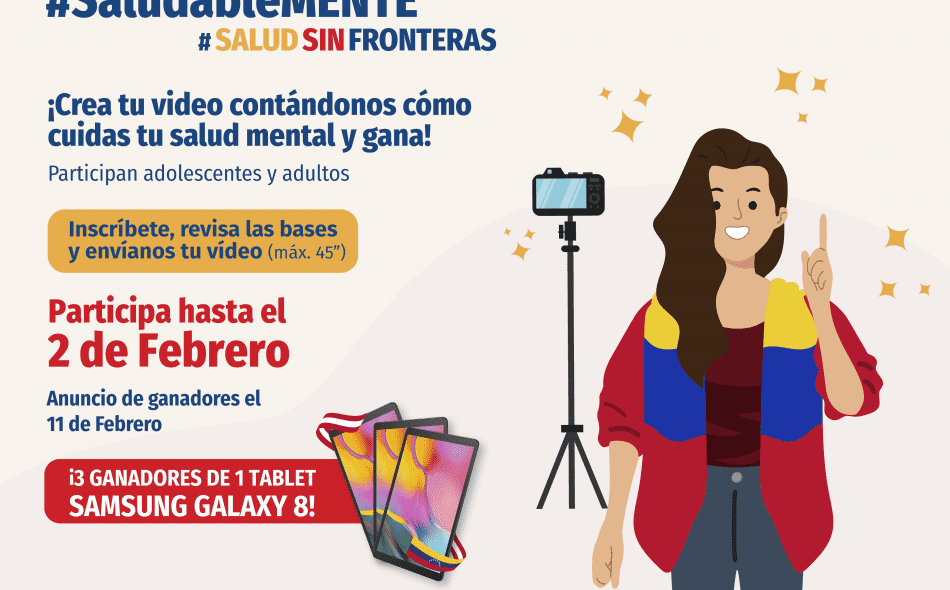 #SaludableMENTE
# SALUD SIN FRONTERAS
¡Crea tu video contándonos cómo
cuidas tu salud mental y gana!
Participan adolescentes y adultos
Inscríbete, revisa las bases
y envíanos tu vídeo (máx. 45”)
Participa hasta el
2 de Febrero
Anuncio de ganadores el
11 de Febrero
¡3 GANADORES DE 1 TABLET
SAMSUNG GALAXY 8!